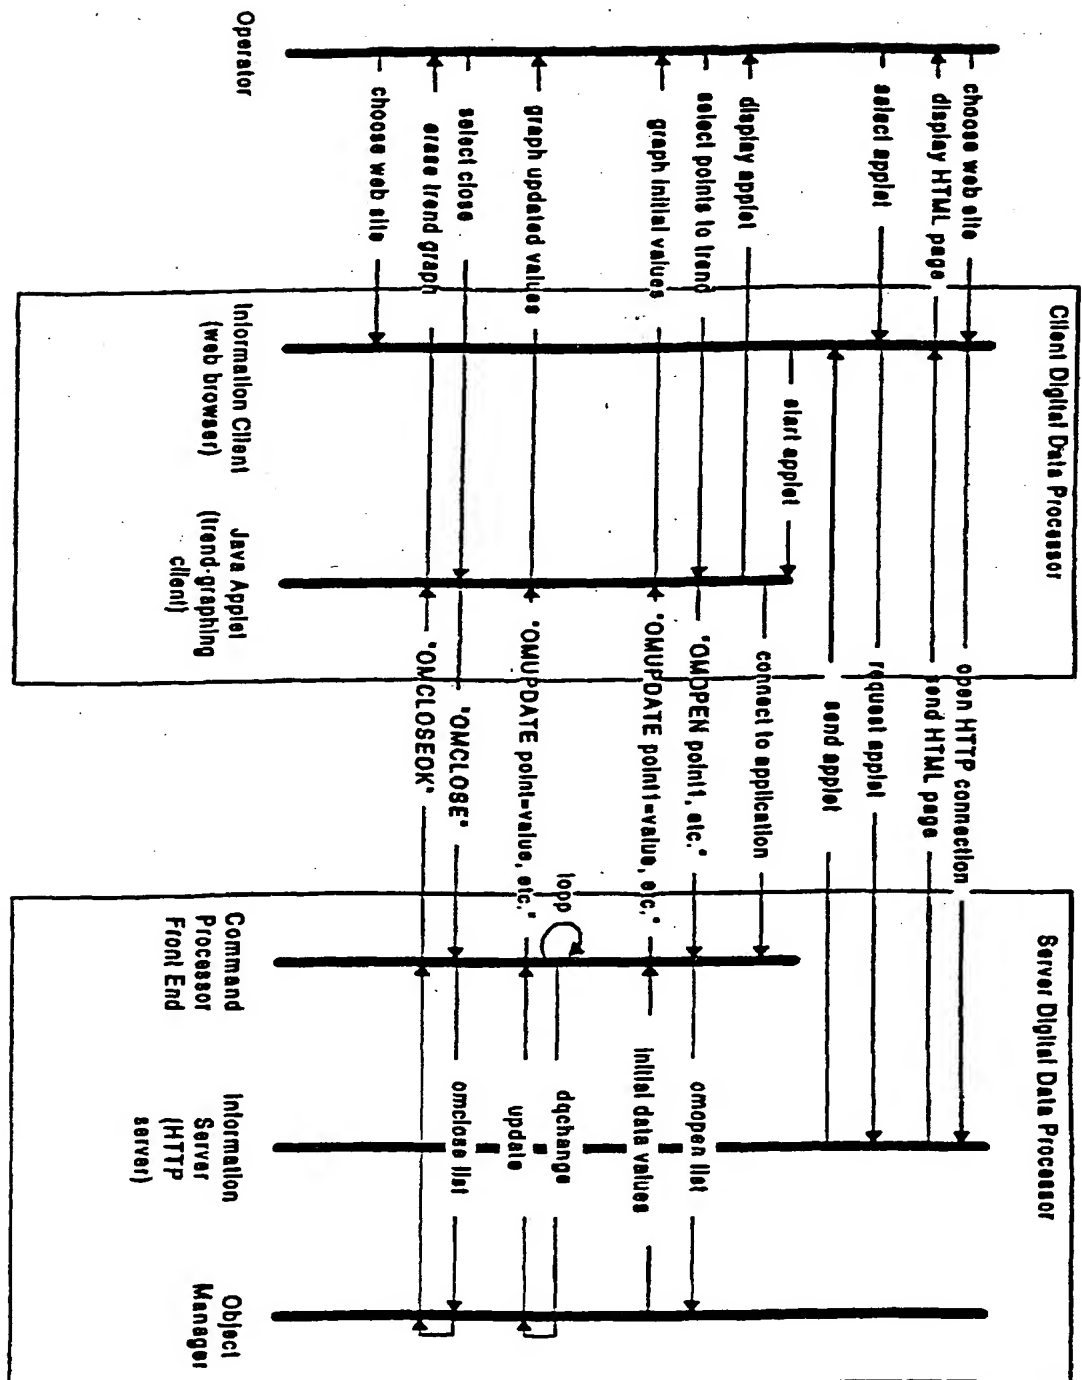 Client Digital Data Processor
Server Digital Data Processor
choose web site
open HTTP connection
display HTML page
send HTML page
select applet
request applet
send applet
start applet
connect to application
display applet
select points to trend
"OMOPEN point1, etc."
omopen list
graph initial values
"OMUPDATE point1=value, etc."
initial data values
loop
dqchange
graph updated values
"OMUPDATE point=value, etc."
update
select close
"OMCLOSE"
omclose list
erase trend graph
"OMCLOSEOK"
choose web site
Operator
Information Client
(web browser)
Java Applet
(trend-graphing
client)
Command
Processor
Front End
Information
Server
(HTTP
server)
Object
Manager